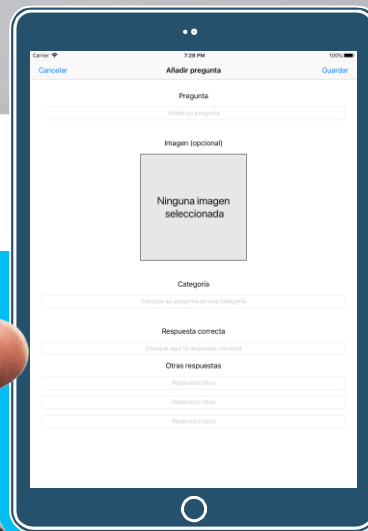 Carrier 7:28 PM 100%
Cancelar Añadir pregunta Guardar
Pregunta
Añada su pregunta
Imagen (opcional)
Ninguna imagen
seleccionada
Categoría
Coloque su pregunta en una categoría
Respuesta correcta
Coloque aquí la respuesta correcta
Otras respuestas
Respuesta falsa
Respuesta falsa
Respuesta falsa